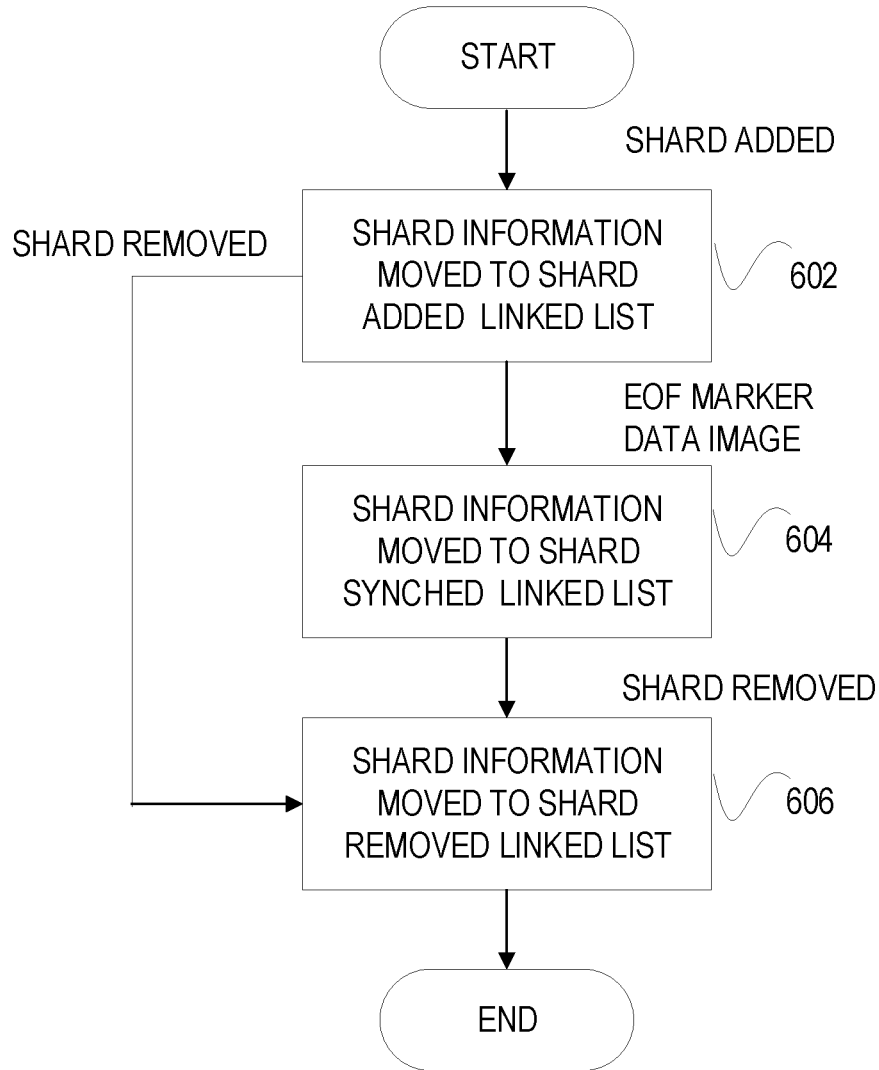 START
SHARD ADDED
SHARD REMOVED
SHARD INFORMATION
MOVED TO SHARD
ADDED LINKED LIST
602
EOF MARKER
DATA IMAGE
SHARD INFORMATION
MOVED TO SHARD
SYNCHED LINKED LIST
604
SHARD REMOVED
SHARD INFORMATION
MOVED TO SHARD
REMOVED LINKED LIST
606
END